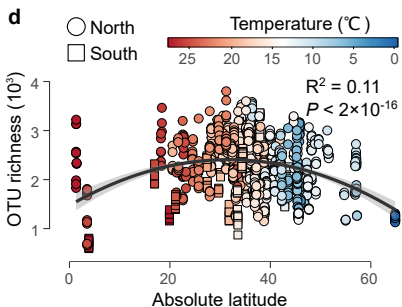 d
North
South
Temperature (℃)
25 20 15 10 5 0
R² = 0.11
P < 2×10⁻¹⁶
OTU richness (10³)
4
3
2
1
0 20 40 60
Absolute latitude